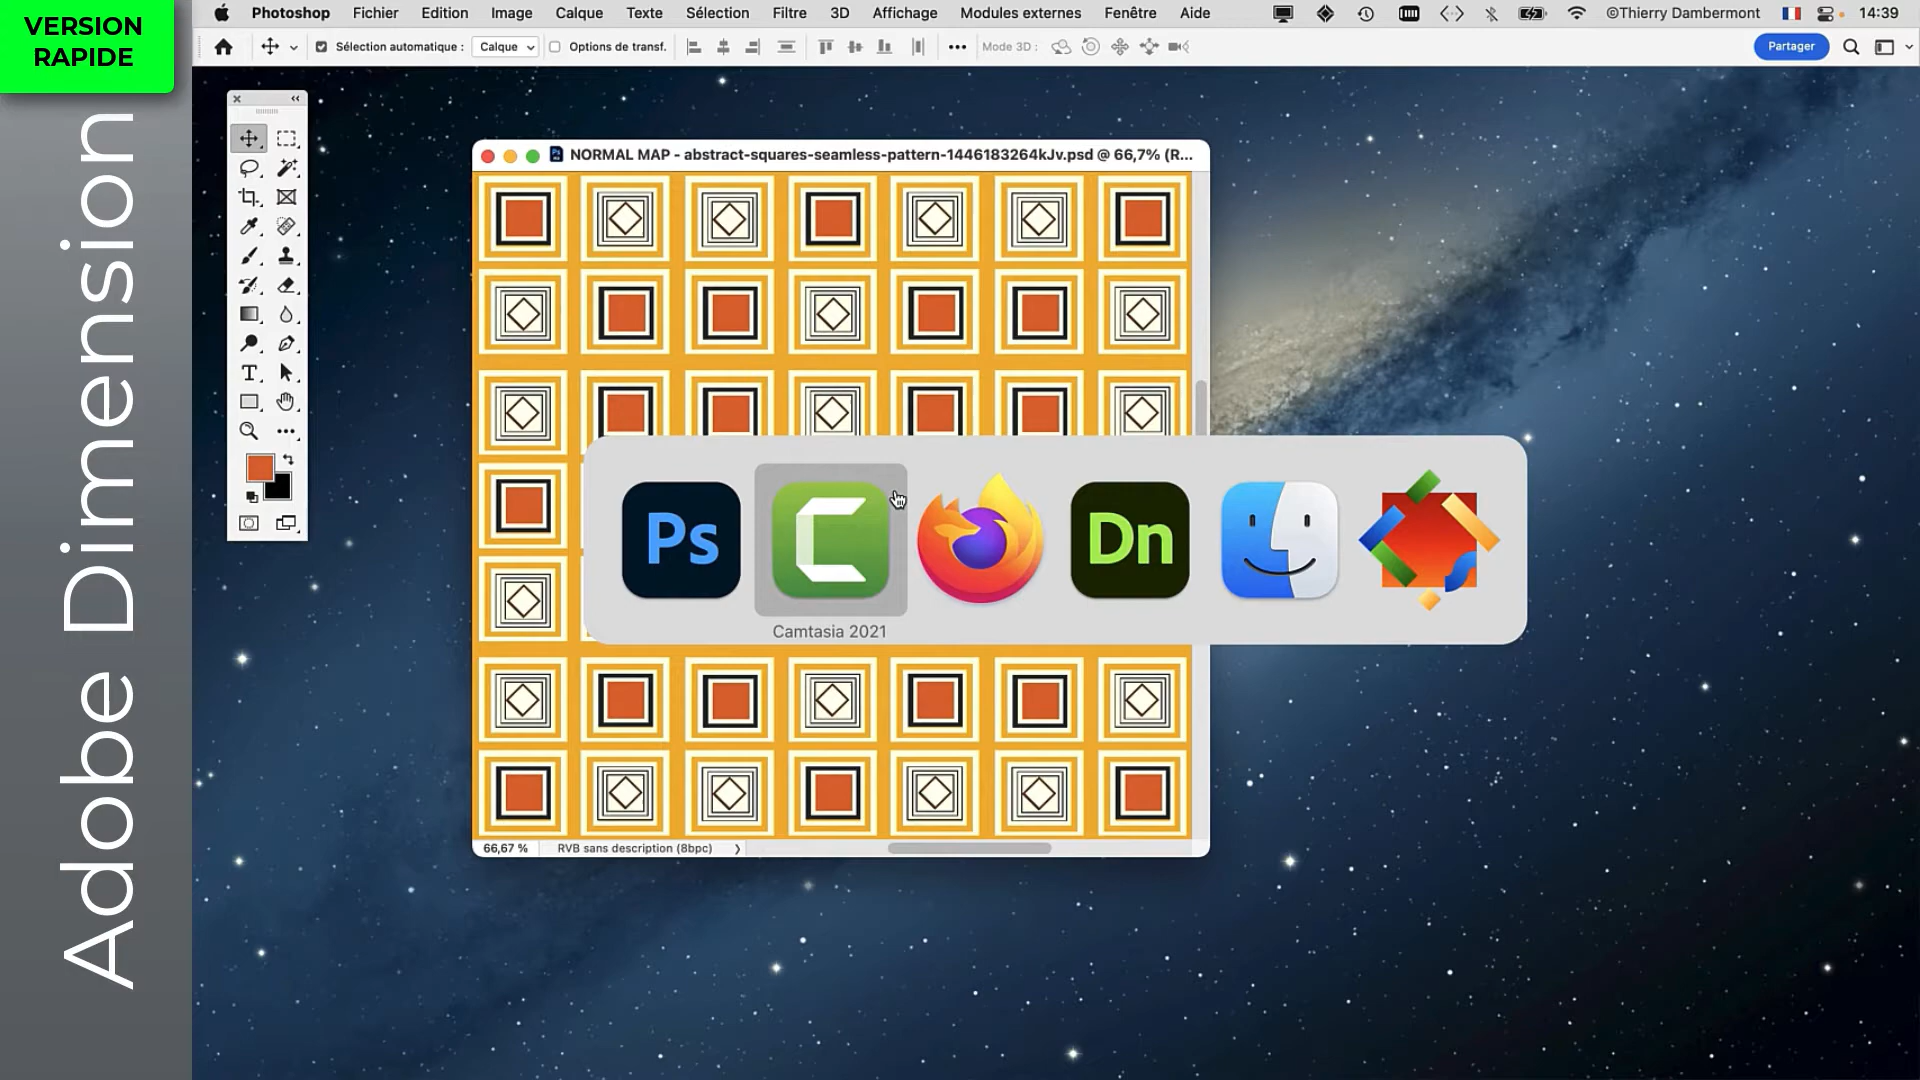 VERSION
RAPIDE
Adobe Dimension
Photoshop Fichier Edition Image Calque Texte Sélection Filtre 3D Affichage Modules externes Fenêtre Aide ©Thierry Dambermont 14:39
Sélection automatique : Calque Options de transf. Mode 3D : Partager
NORMAL MAP - abstract-squares-seamless-pattern-1446183264kJv.psd @ 66,7% (R...
Ps Dn
Camtasia 2021
66,67 % RVB sans description (8bpc)